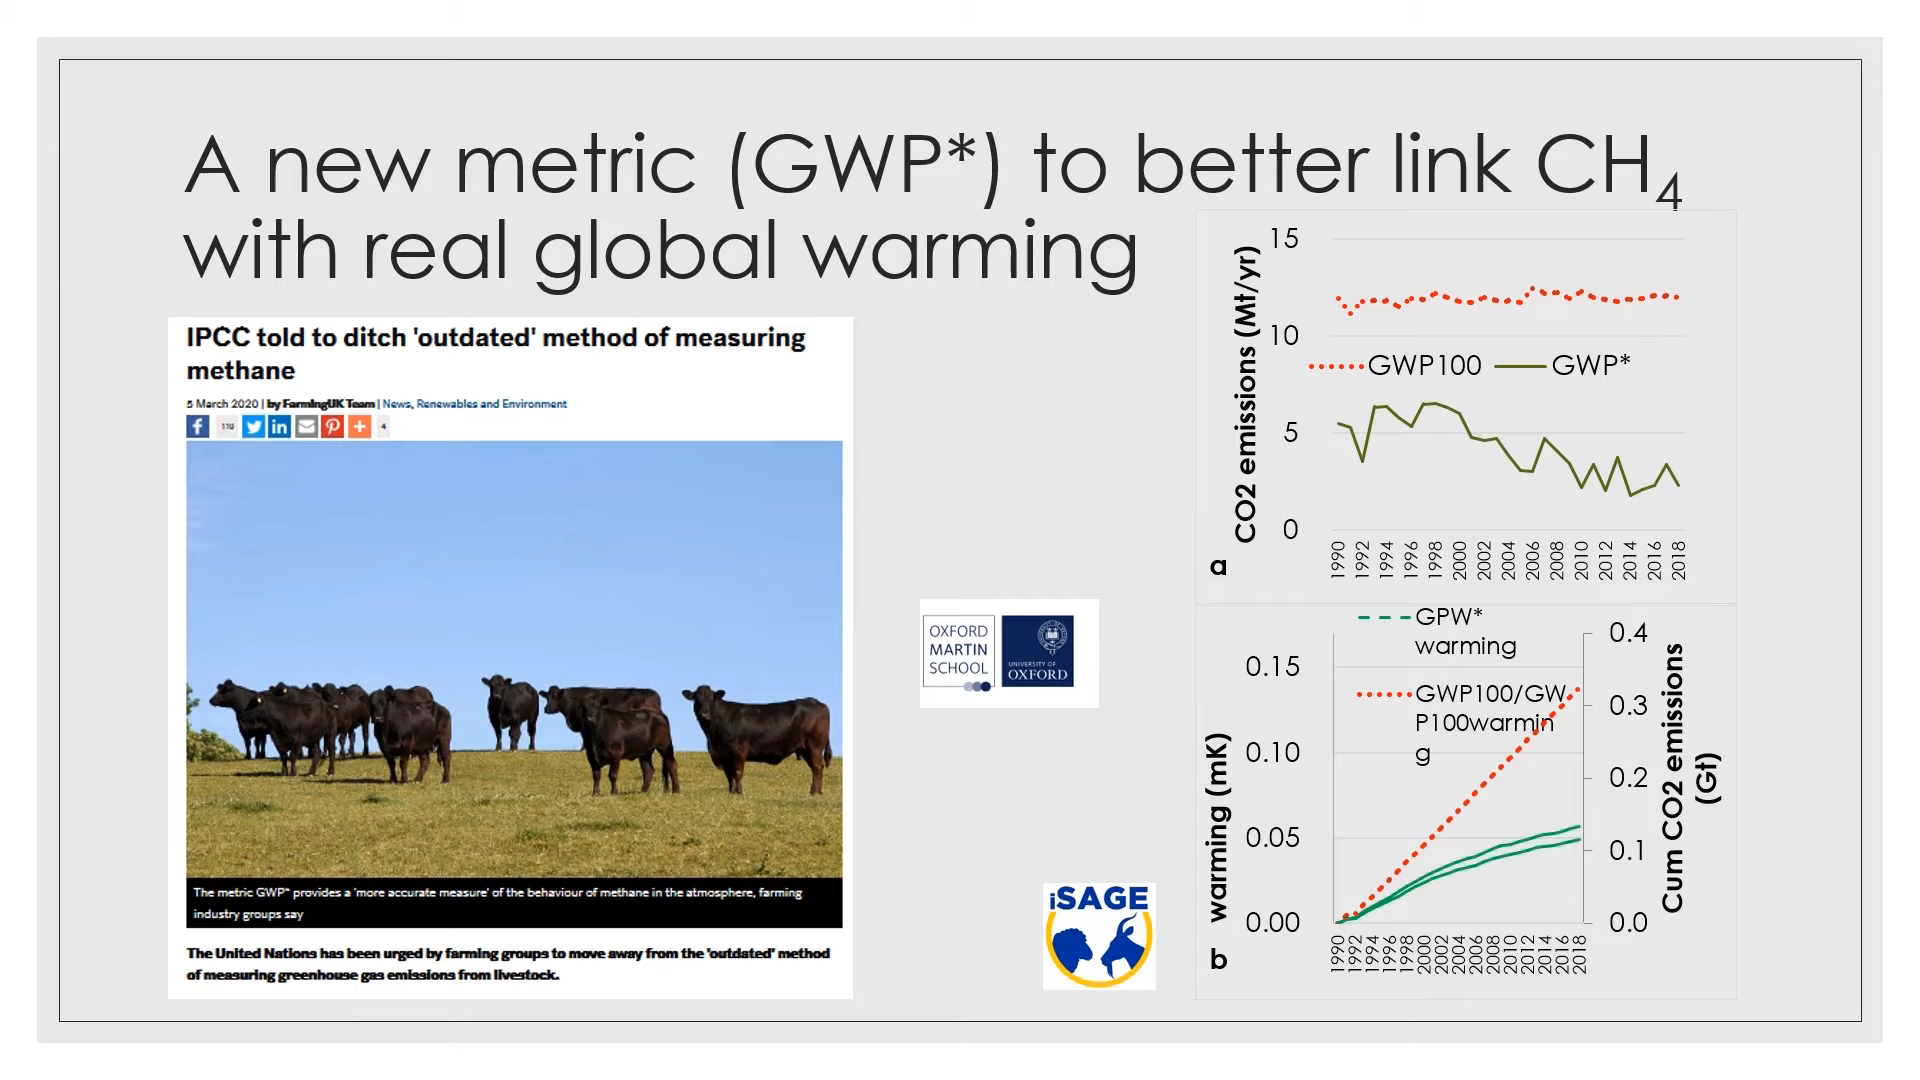 A new metric (GWP*) to better link CH4
with real global warming
IPCC told to ditch 'outdated' method of measuring
methane
5 March 2020 | by FarmingUK Team | News, Renewables and Environment
110
4
The metric GWP* provides a 'more accurate measure' of the behaviour of methane in the atmosphere, farming
industry groups say
The United Nations has been urged by farming groups to move away from the 'outdated' method
of measuring greenhouse gas emissions from livestock.
OXFORD
MARTIN
SCHOOL
UNIVERSITY OF
OXFORD
iSAGE
CO2 emissions (Mt/yr)
15
10
5
0
GWP100 GWP*
1990 1992 1994 1996 1998 2000 2002 2004 2006 2008 2010 2012 2014 2016 2018
a
GPW*
warming
GWP100/GW
P100warmin
g
warming (mK)
0.15
0.10
0.05
0.00
0.4
0.3
0.2
0.1
0.0
Cum CO2 emissions
(Gt)
1990 1992 1994 1996 1998 2000 2002 2004 2006 2008 2010 2012 2014 2016 2018
b